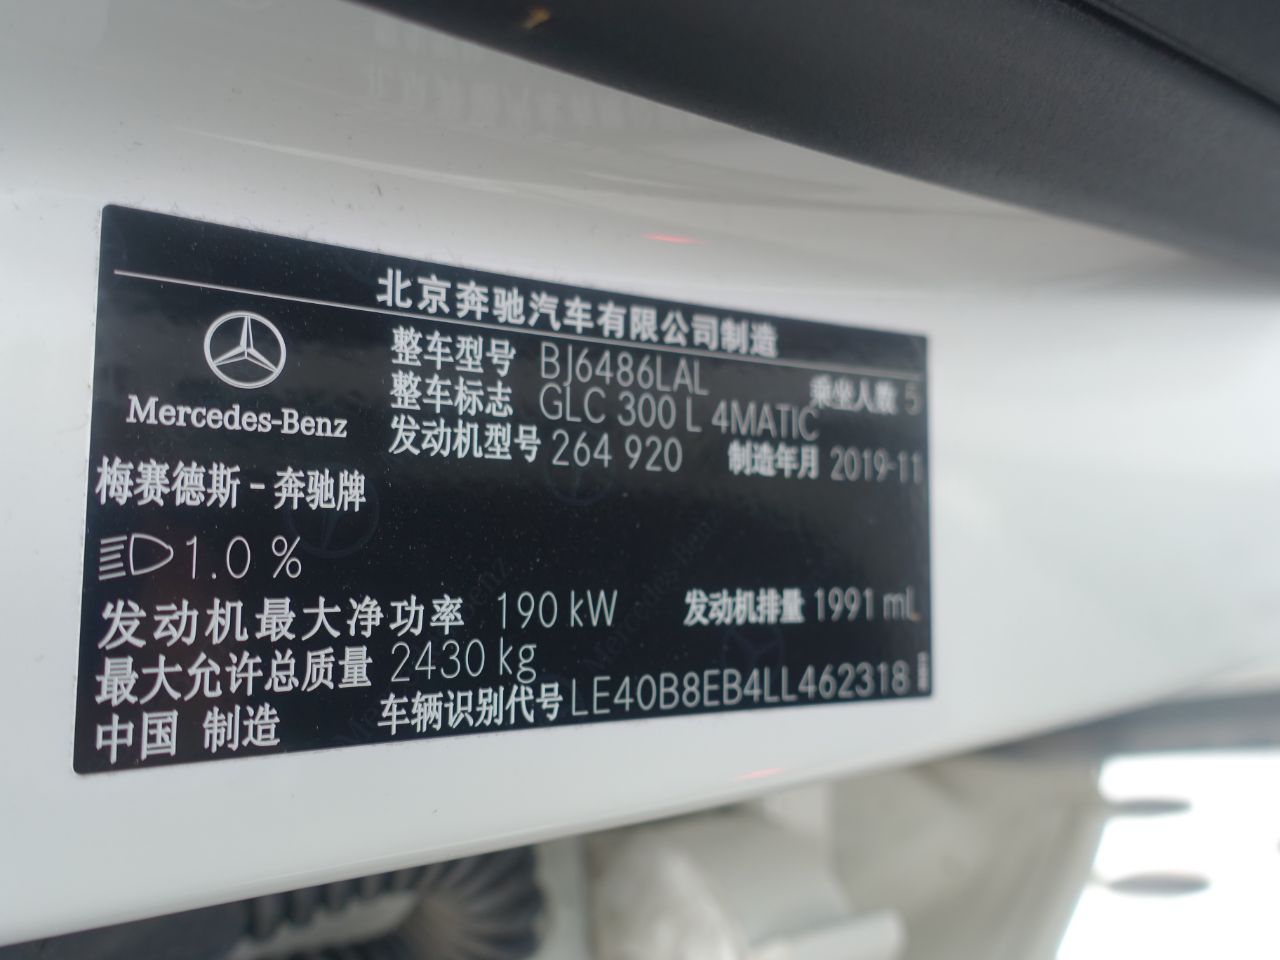 北京奔驰汽车有限公司制造
整车型号 BJ6486LAL 乘坐人数 5
整车标志 GLC 300 L 4MATIC
发动机型号 264 920 制造年月 2019-11
Mercedes-Benz
梅赛德斯-奔驰牌
1.0 %
发动机最大净功率 190 kW 发动机排量 1991 mL
最大允许总质量 2430 kg
中国 制造 车辆识别代号 LE40B8EB4LL462318